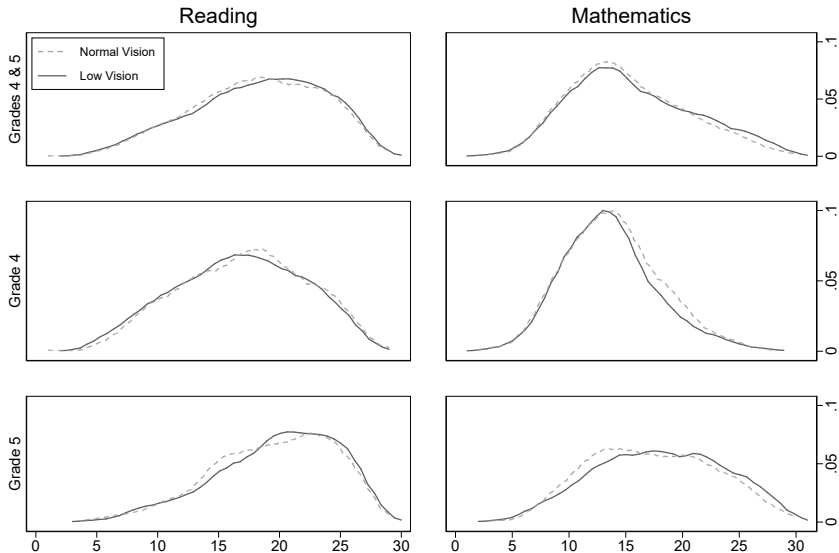 Reading Mathematics
Grades 4 & 5
Normal Vision
Low Vision
0 .05 .1
Grade 4
0 .05 .1
Grade 5
0 .05 .1
0 5 10 15 20 25 30
0 5 10 15 20 25 30